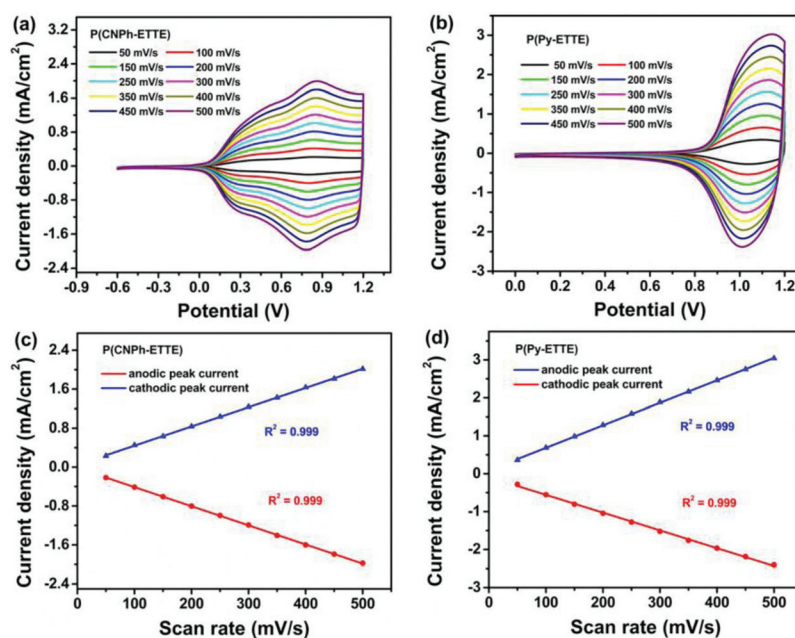 (a)
P(CNPh-ETTE)
50 mV/s 100 mV/s
150 mV/s 200 mV/s
250 mV/s 300 mV/s
350 mV/s 400 mV/s
450 mV/s 500 mV/s
Current density (mA/cm²)
2.4
1.6
0.8
0.0
-0.8
-1.6
-2.4
-0.9 -0.6 -0.3 0.0 0.3 0.6 0.9 1.2
Potential (V)
(b)
P(Py-ETTE)
50 mV/s 100 mV/s
150 mV/s 200 mV/s
250 mV/s 300 mV/s
350 mV/s 400 mV/s
450 mV/s 500 mV/s
Current density (mA/cm²)
3
2
1
0
-1
-2
-3
0.0 0.2 0.4 0.6 0.8 1.0 1.2
Potential (V)
(c)
P(CNPh-ETTE)
anodic peak current
cathodic peak current
R² = 0.999
R² = 0.999
Current density (mA/cm²)
2.4
1.6
0.8
0.0
-0.8
-1.6
-2.4
0 100 200 300 400 500
Scan rate (mV/s)
(d)
P(Py-ETTE)
anodic peak current
cathodic peak current
R² = 0.999
R² = 0.999
Current density (mA/cm²)
3
2
1
0
-1
-2
-3
0 100 200 300 400 500
Scan rate (mV/s)